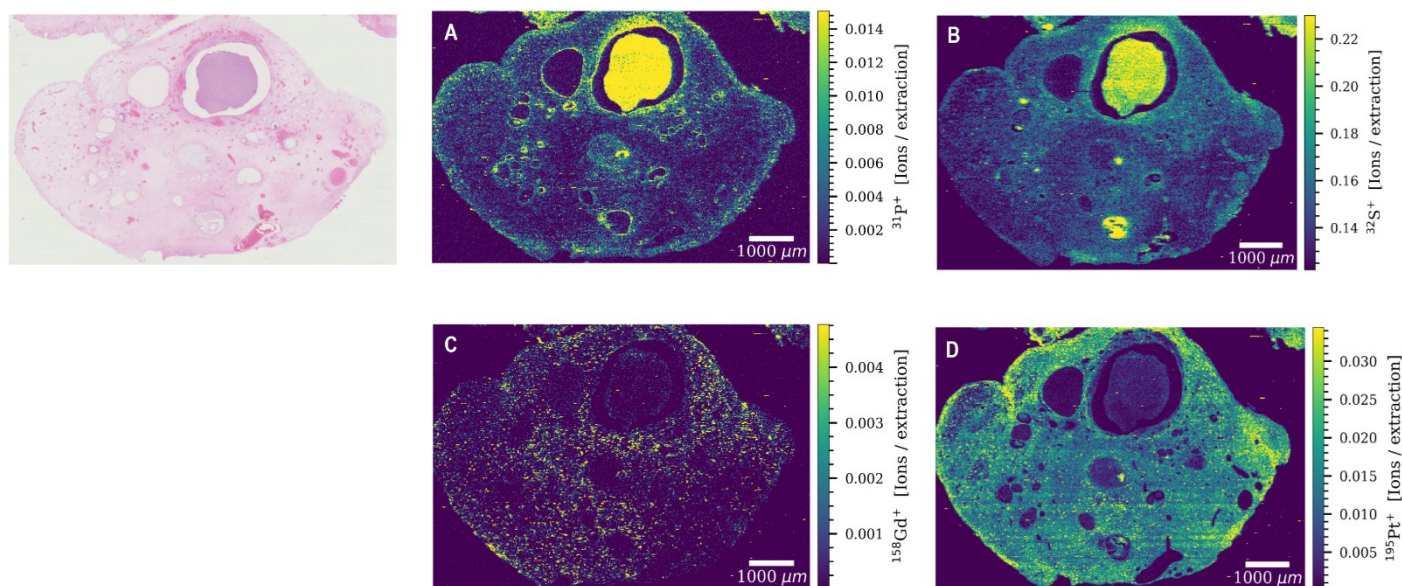 A
0.014
0.012
0.010
0.008
0.006
0.004
0.002
³¹P⁺ [Ions / extraction]
1000 µm
B
0.22
0.20
0.18
0.16
0.14
³²S⁺ [Ions / extraction]
1000 µm
C
0.004
0.003
0.002
0.001
¹⁵⁸Gd⁺ [Ions / extraction]
1000 µm
D
0.030
0.025
0.020
0.015
0.010
0.005
¹⁹⁵Pt⁺ [Ions / extraction]
1000 µm